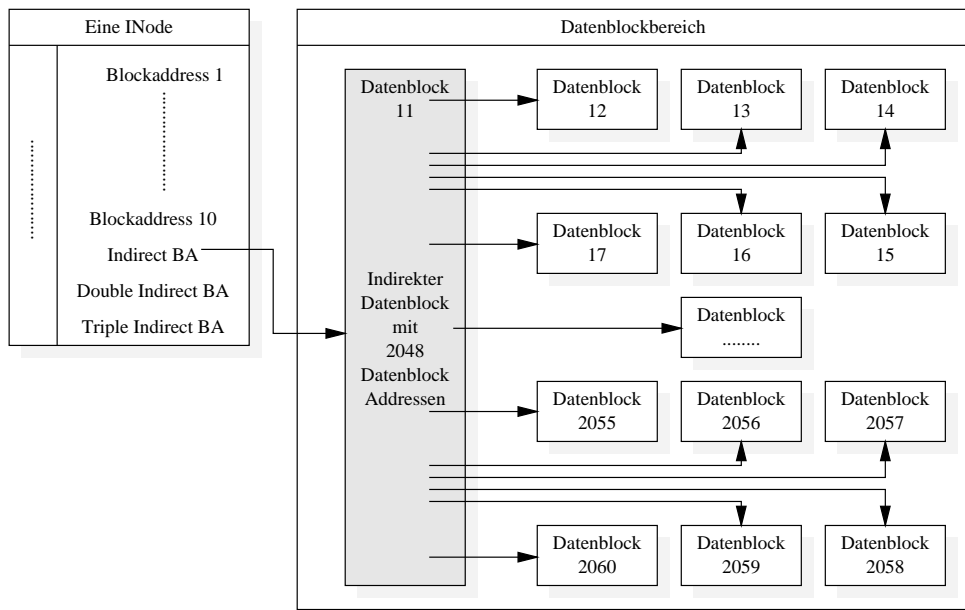 Eine INode
Blockaddress 1
Blockaddress 10
Indirect BA
Double Indirect BA
Triple Indirect BA
Datenblockbereich
Datenblock
11
Indirekter
Datenblock
mit
2048
Datenblock
Addressen
Datenblock
12
Datenblock
13
Datenblock
14
Datenblock
17
Datenblock
16
Datenblock
15
Datenblock
........
Datenblock
2055
Datenblock
2056
Datenblock
2057
Datenblock
2060
Datenblock
2059
Datenblock
2058